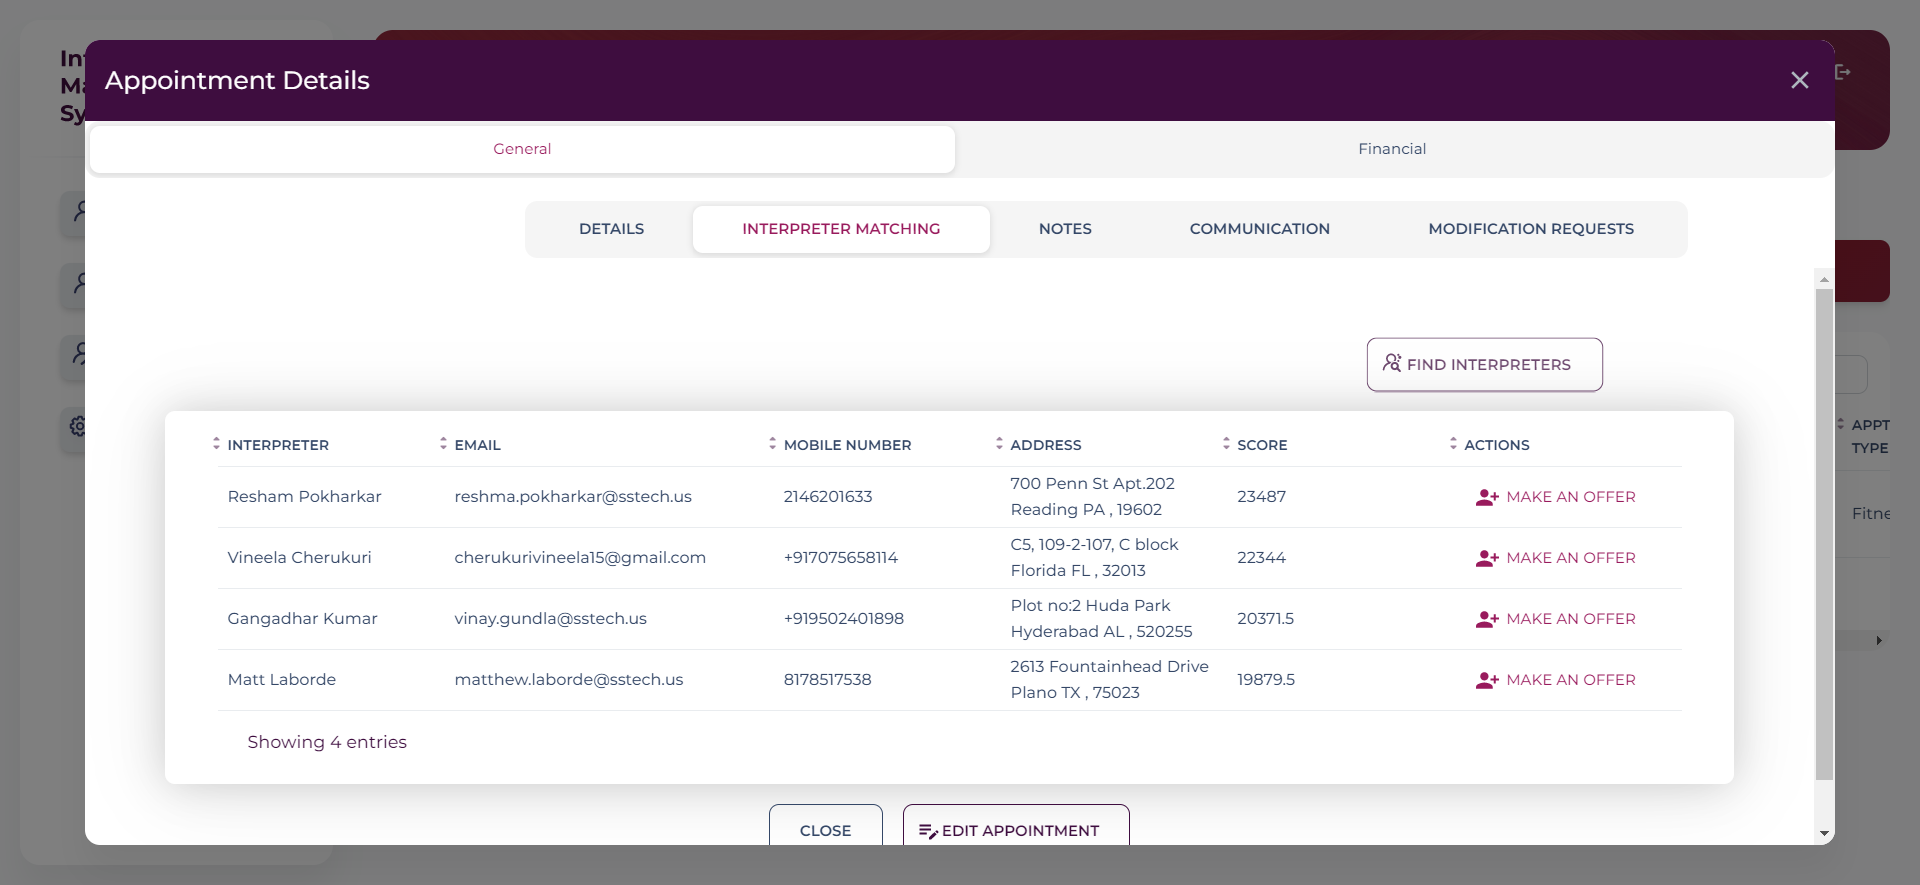 Appointment Details
General
Financial
DETAILS
INTERPRETER MATCHING
NOTES
COMMUNICATION
MODIFICATION REQUESTS
FIND INTERPRETERS
INTERPRETER EMAIL MOBILE NUMBER ADDRESS SCORE ACTIONS
Resham Pokharkar reshma.pokharkar@sstech.us 2146201633 700 Penn St Apt.202
Reading PA , 19602
23487 MAKE AN OFFER
Vineela Cherukuri cherukurivineela15@gmail.com +917075658114 C5, 109-2-107, C block
Florida FL , 32013
22344 MAKE AN OFFER
Gangadhar Kumar vinay.gundla@sstech.us +919502401898 Plot no:2 Huda Park
Hyderabad AL , 520255
20371.5 MAKE AN OFFER
Matt Laborde matthew.laborde@sstech.us 8178517538 2613 Fountainhead Drive
Plano TX , 75023
19879.5 MAKE AN OFFER
Showing 4 entries
CLOSE
EDIT APPOINTMENT
APPT
TYPE